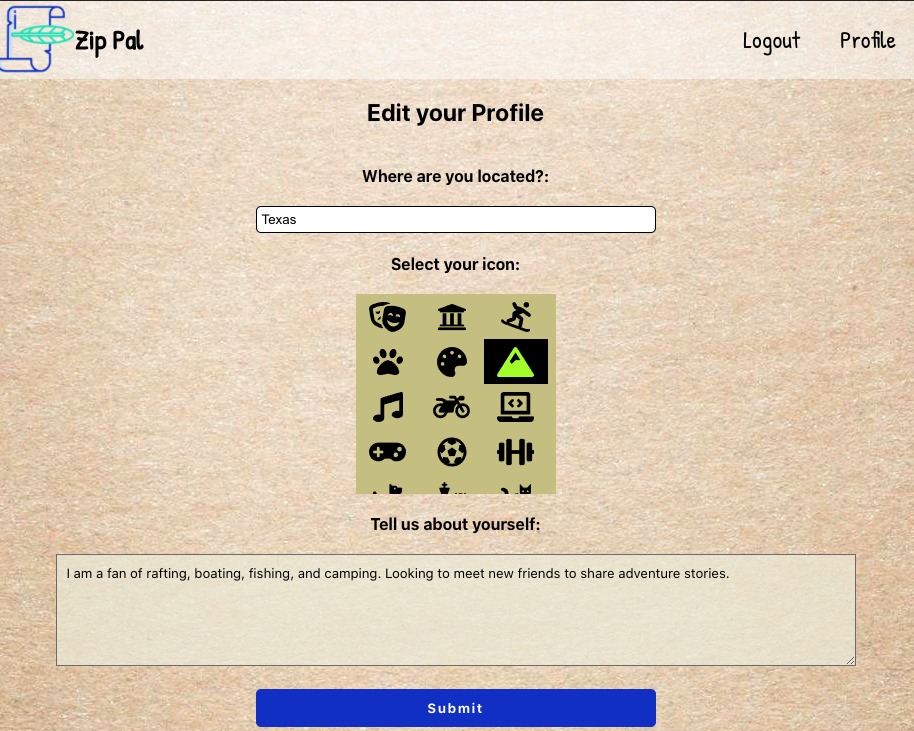 Zip Pal
Logout
Profile
Edit your Profile
Where are you located?:
Texas
Select your icon:
Tell us about yourself:
I am a fan of rafting, boating, fishing, and camping. Looking to meet new friends to share adventure stories.
Submit